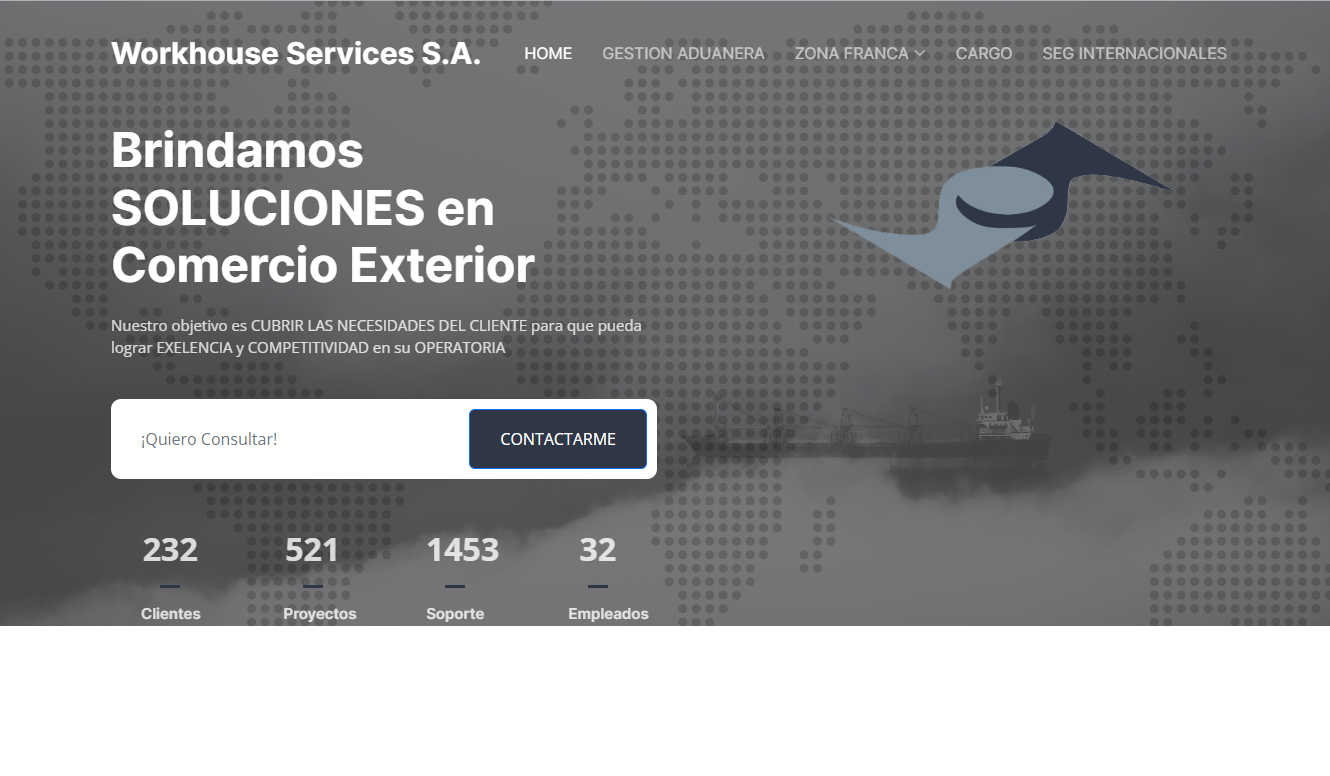 Workhouse Services S.A.
HOME
GESTION ADUANERA
ZONA FRANCA
CARGO
SEG INTERNACIONALES
Brindamos
SOLUCIONES en
Comercio Exterior
Nuestro objetivo es CUBRIR LAS NECESIDADES DEL CLIENTE para que pueda
lograr EXELENCIA y COMPETITIVIDAD en su OPERATORIA
¡Quiero Consultar!
CONTACTARME
232
521
1453
32
Clientes
Proyectos
Soporte
Empleados